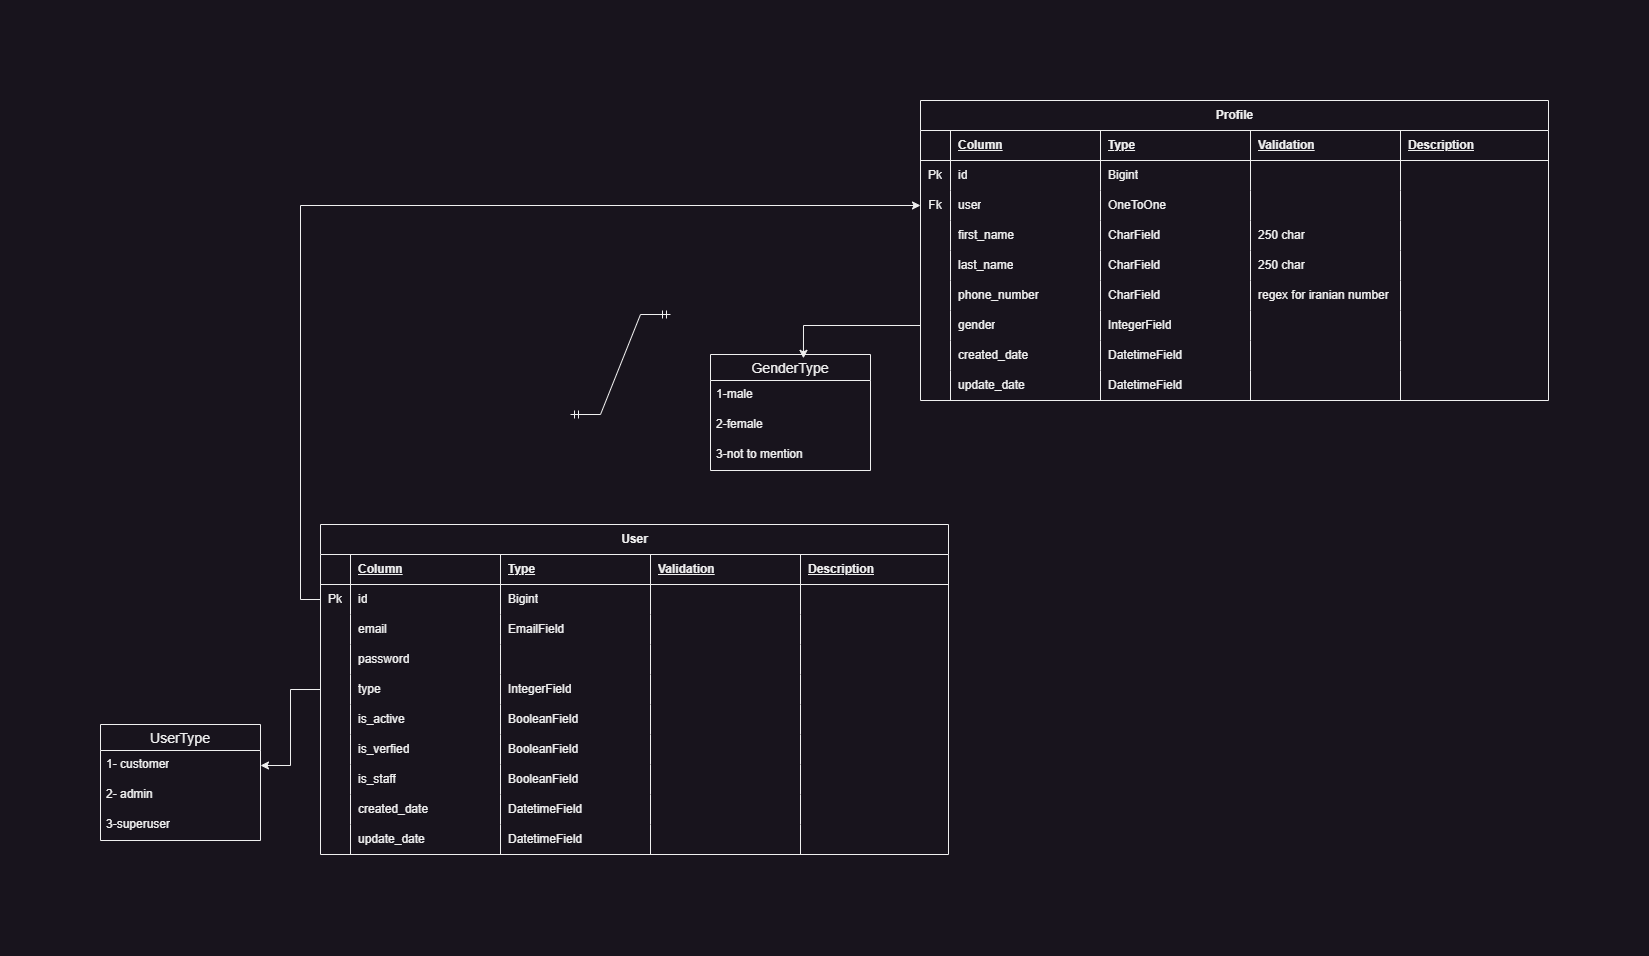 Profile
Column Type Validation Description
Pk id Bigint
Fk user OneToOne
first_name CharField 250 char
last_name CharField 250 char
phone_number CharField regex for iranian number
gender IntegerField
created_date DatetimeField
update_date DatetimeField
GenderType
1-male
2-female
3-not to mention
User
Column Type Validation Description
Pk id Bigint
email EmailField
password
type IntegerField
is_active BooleanField
is_verfied BooleanField
is_staff BooleanField
created_date DatetimeField
update_date DatetimeField
UserType
1- customer
2- admin
3-superuser